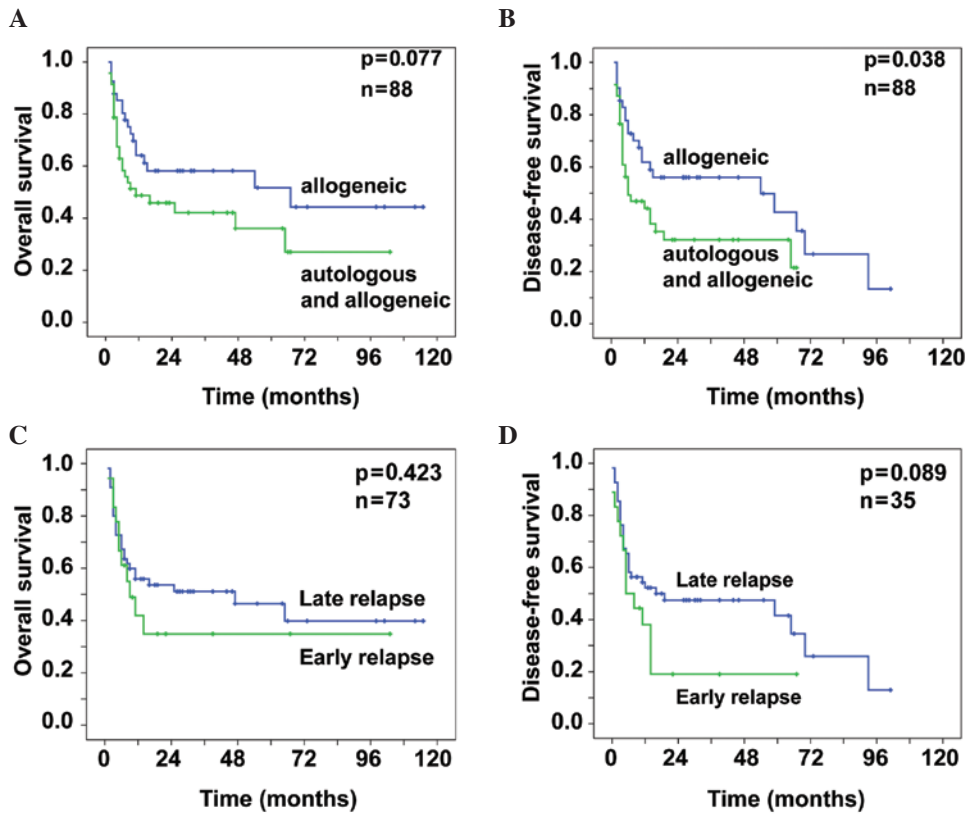 A
Overall survival
1.0
0.8
0.6
0.4
0.2
0.0
p=0.077
n=88
allogeneic
autologous
and allogeneic
0 24 48 72 96 120
Time (months)
B
Disease-free survival
1.0
0.8
0.6
0.4
0.2
0.0
p=0.038
n=88
allogeneic
autologous
and allogeneic
0 24 48 72 96 120
Time (months)
C
Overall survival
1.0
0.8
0.6
0.4
0.2
0.0
p=0.423
n=73
Late relapse
Early relapse
0 24 48 72 96 120
Time (months)
D
Disease-free survival
1.0
0.8
0.6
0.4
0.2
0.0
p=0.089
n=35
Late relapse
Early relapse
0 24 48 72 96 120
Time (months)